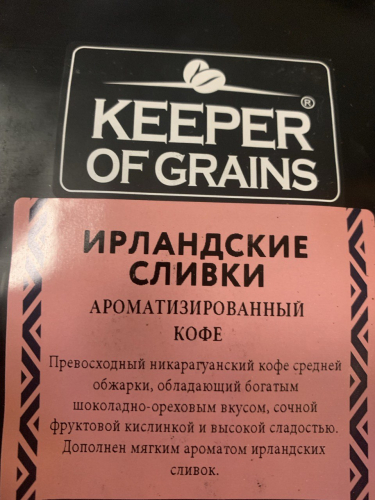 KEEPER®
OF GRAINS
ИРЛАНДСКИЕ
СЛИВКИ
АРОМАТИЗИРОВАННЫЙ
КОФЕ
Превосходный никарагуанский кофе средней
обжарки, обладающий богатым
шоколадно-ореховым вкусом, сочной
фруктовой кислинкой и высокой сладостью.
Дополнен мягким ароматом ирландских
сливок.